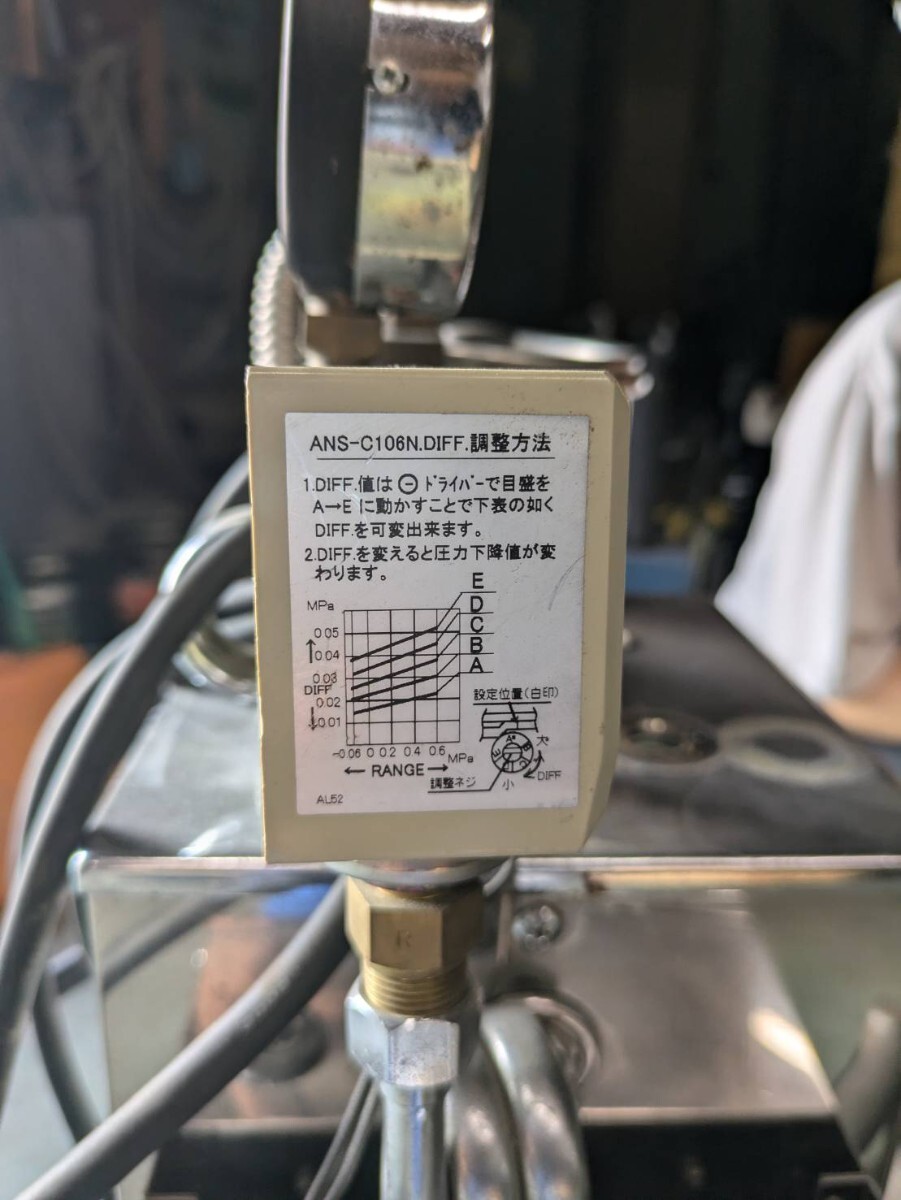 ANS-C106N.DIFF.調整方法
1.DIFF.値は⊖ドライバーで目盛を
A→Eに動かすことで下表の如く
DIFF.を可変出来ます。
2.DIFF.を変えると圧力下降値が変
わります。
E
D
C
B
A
MPa
0.05
0.04
0.03
DIFF
0.02
0.01
-0.06 0 0.2 0.4 0.6
MPa
← RANGE →
設定位置(白印)
A B C E
大
DIFF
小
調整ネジ
AL52
R